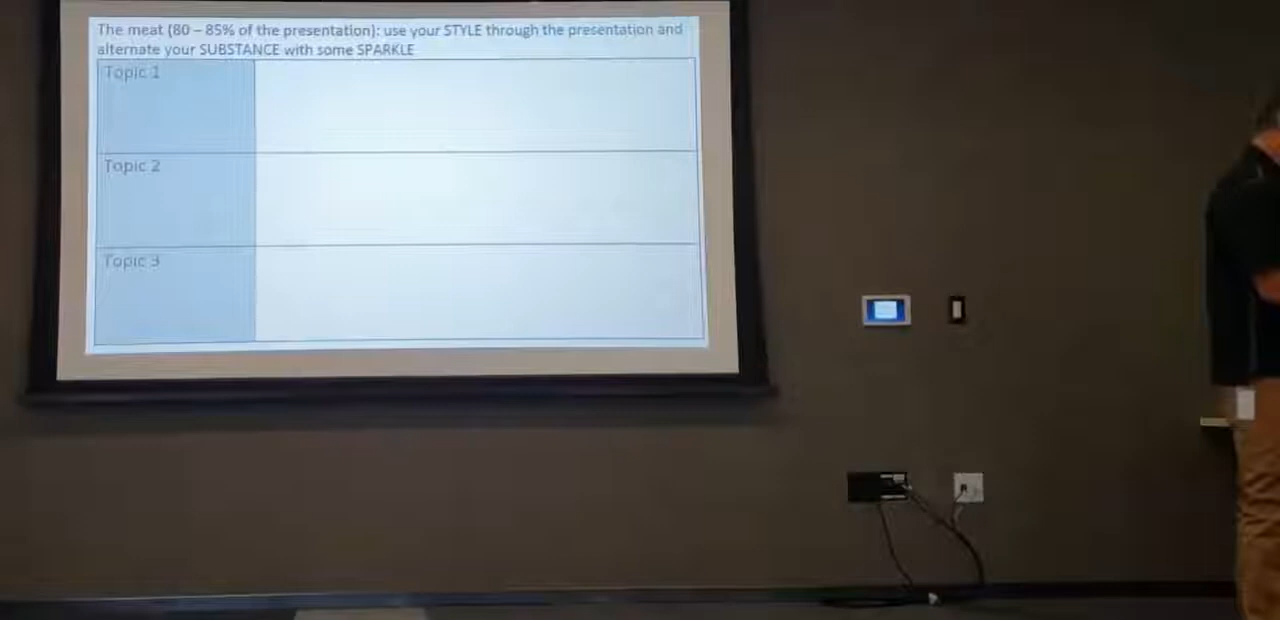 The meat (80 – 85% of the presentation): use your STYLE through the presentation and
alternate your SUBSTANCE with some SPARKLE
Topic 1
Topic 2
Topic 3